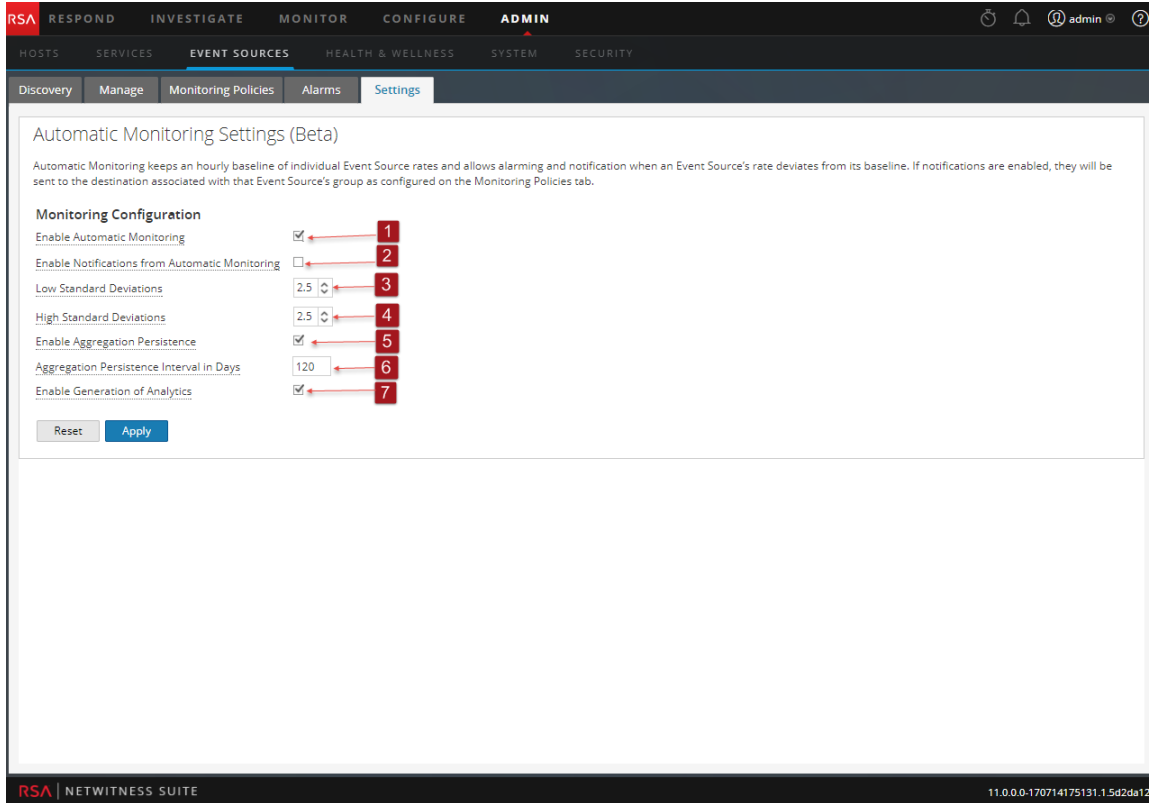 RSA RESPOND INVESTIGATE MONITOR CONFIGURE ADMIN admin
HOSTS SERVICES EVENT SOURCES HEALTH & WELLNESS SYSTEM SECURITY
Discovery Manage Monitoring Policies Alarms Settings
Automatic Monitoring Settings (Beta)
Automatic Monitoring keeps an hourly baseline of individual Event Source rates and allows alarming and notification when an Event Source's rate deviates from its baseline. If notifications are enabled, they will be
sent to the destination associated with that Event Source's group as configured on the Monitoring Policies tab.
Monitoring Configuration
Enable Automatic Monitoring 1
Enable Notifications from Automatic Monitoring 2
Low Standard Deviations 2.5 3
High Standard Deviations 2.5 4
Enable Aggregation Persistence 5
Aggregation Persistence Interval in Days 120 6
Enable Generation of Analytics 7
Reset Apply
RSA | NETWITNESS SUITE 11.0.0.0-170714175131.1.5d2da12